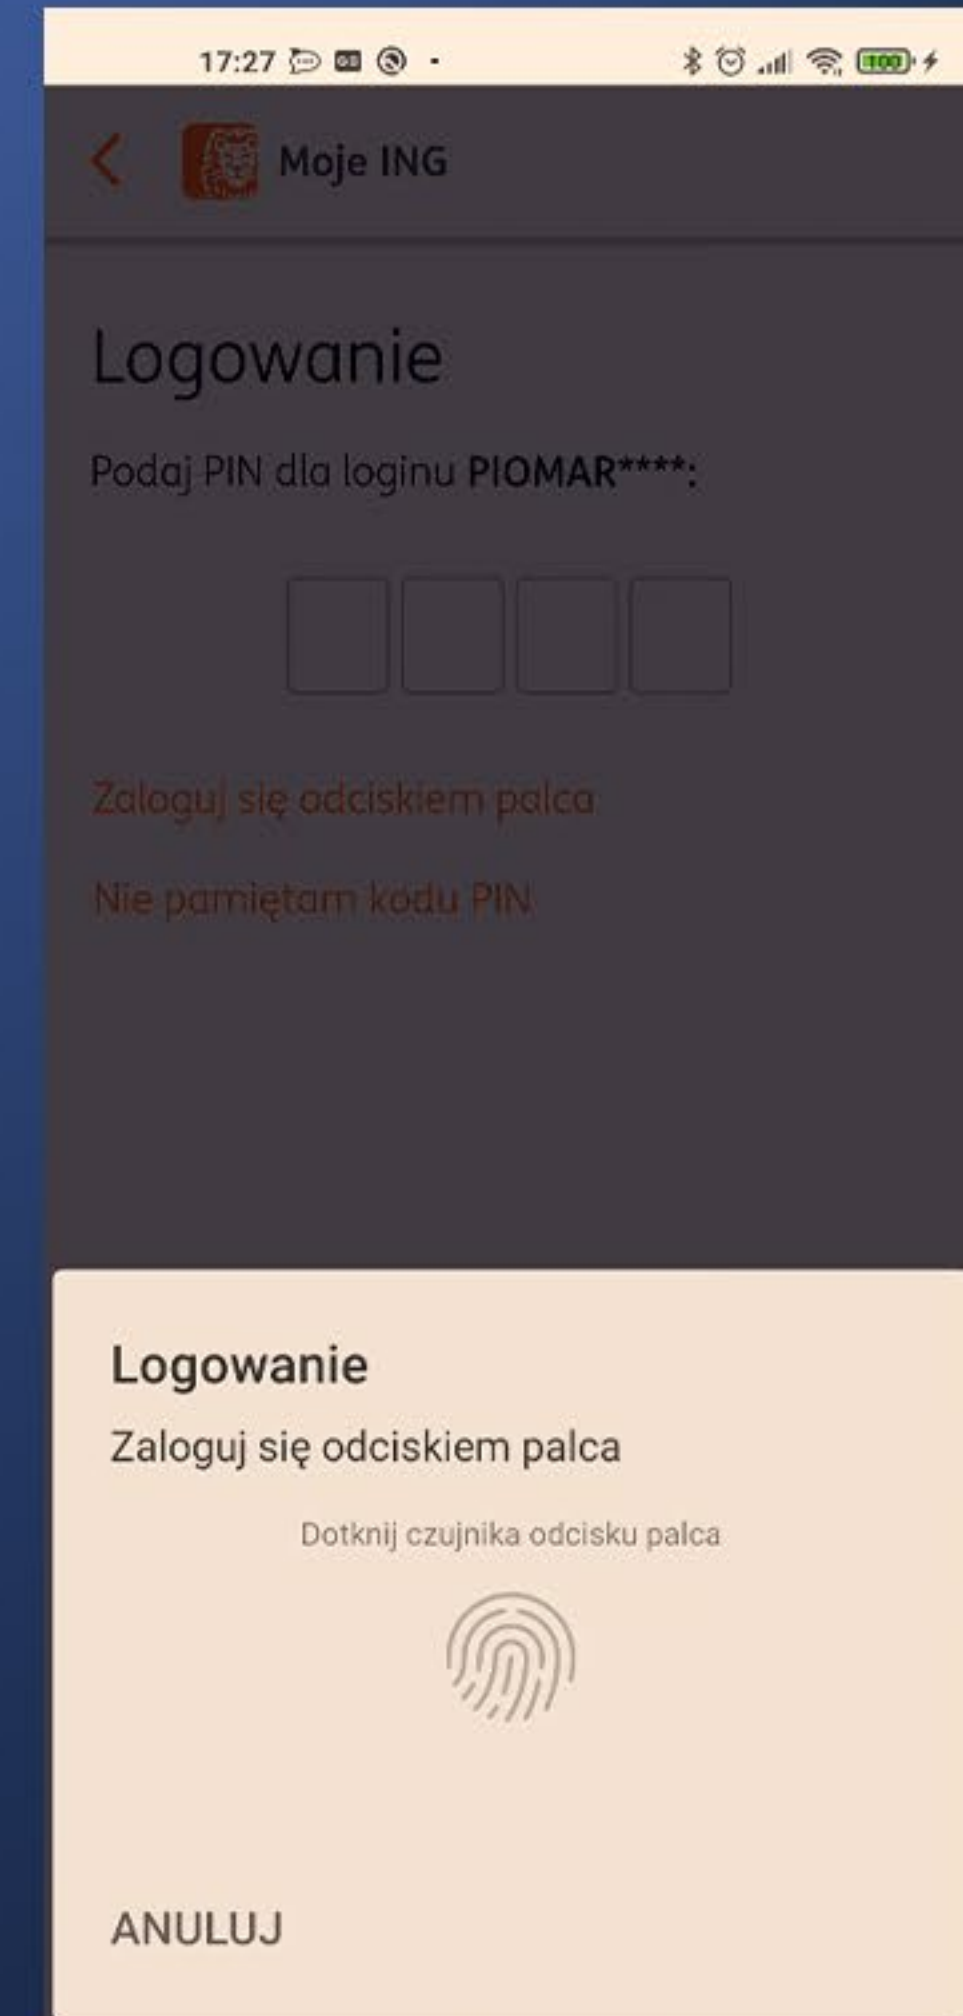 17:27
100
Moje ING
Logowanie
Podaj PIN dla loginu PIOMAR****:
Zaloguj się odciskiem palca
Nie pamiętam kodu PIN
Logowanie
Zaloguj się odciskiem palca
Dotknij czujnika odcisku palca
ANULUJ